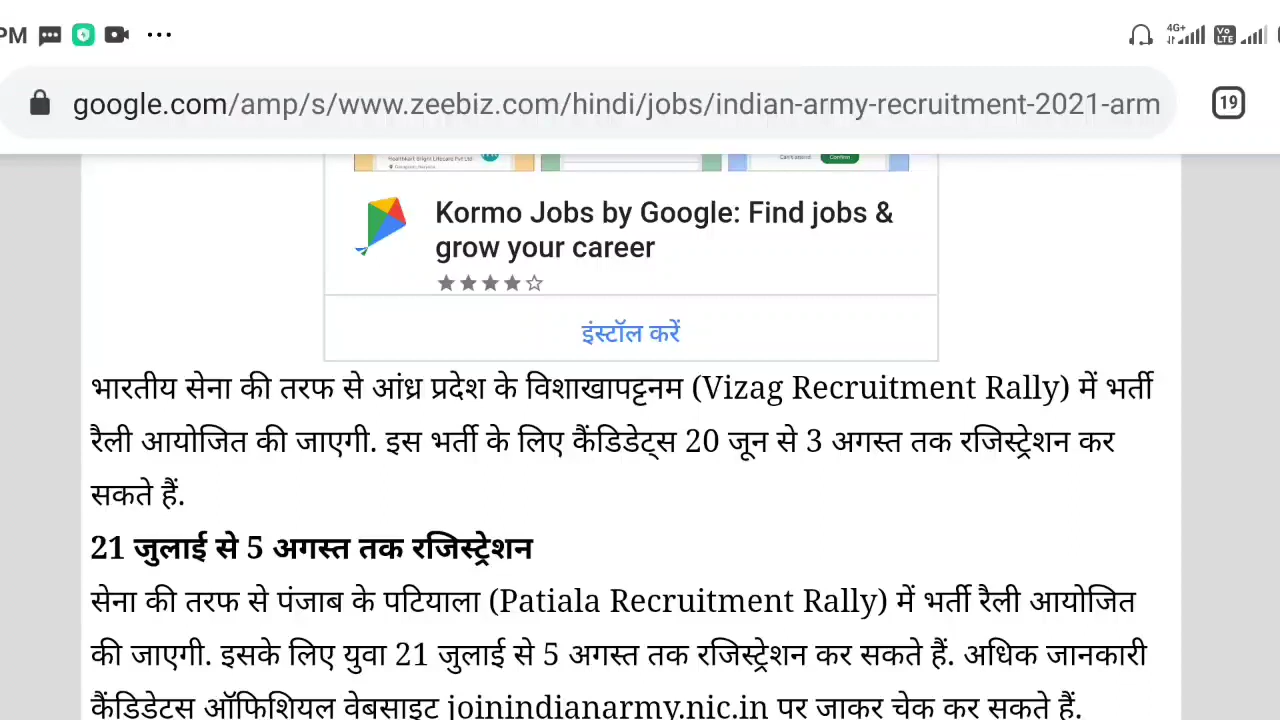 PM
4G+
Vo LTE
google.com/amp/s/www.zeebiz.com/hindi/jobs/indian-army-recruitment-2021-arm
19
Kormo Jobs by Google: Find jobs &
grow your career
इंस्टॉल करें
भारतीय सेना की तरफ से आंध्र प्रदेश के विशाखापट्टनम (Vizag Recruitment Rally) में भर्ती
रैली आयोजित की जाएगी. इस भर्ती के लिए कैंडिडेट्स 20 जून से 3 अगस्त तक रजिस्ट्रेशन कर
सकते हैं.
21 जुलाई से 5 अगस्त तक रजिस्ट्रेशन
सेना की तरफ से पंजाब के पटियाला (Patiala Recruitment Rally) में भर्ती रैली आयोजित
की जाएगी. इसके लिए युवा 21 जुलाई से 5 अगस्त तक रजिस्ट्रेशन कर सकते हैं. अधिक जानकारी
कैंडिडेटस ऑफिशियल वेबसाइट joinindianarmy.nic.in पर जाकर चेक कर सकते हैं.